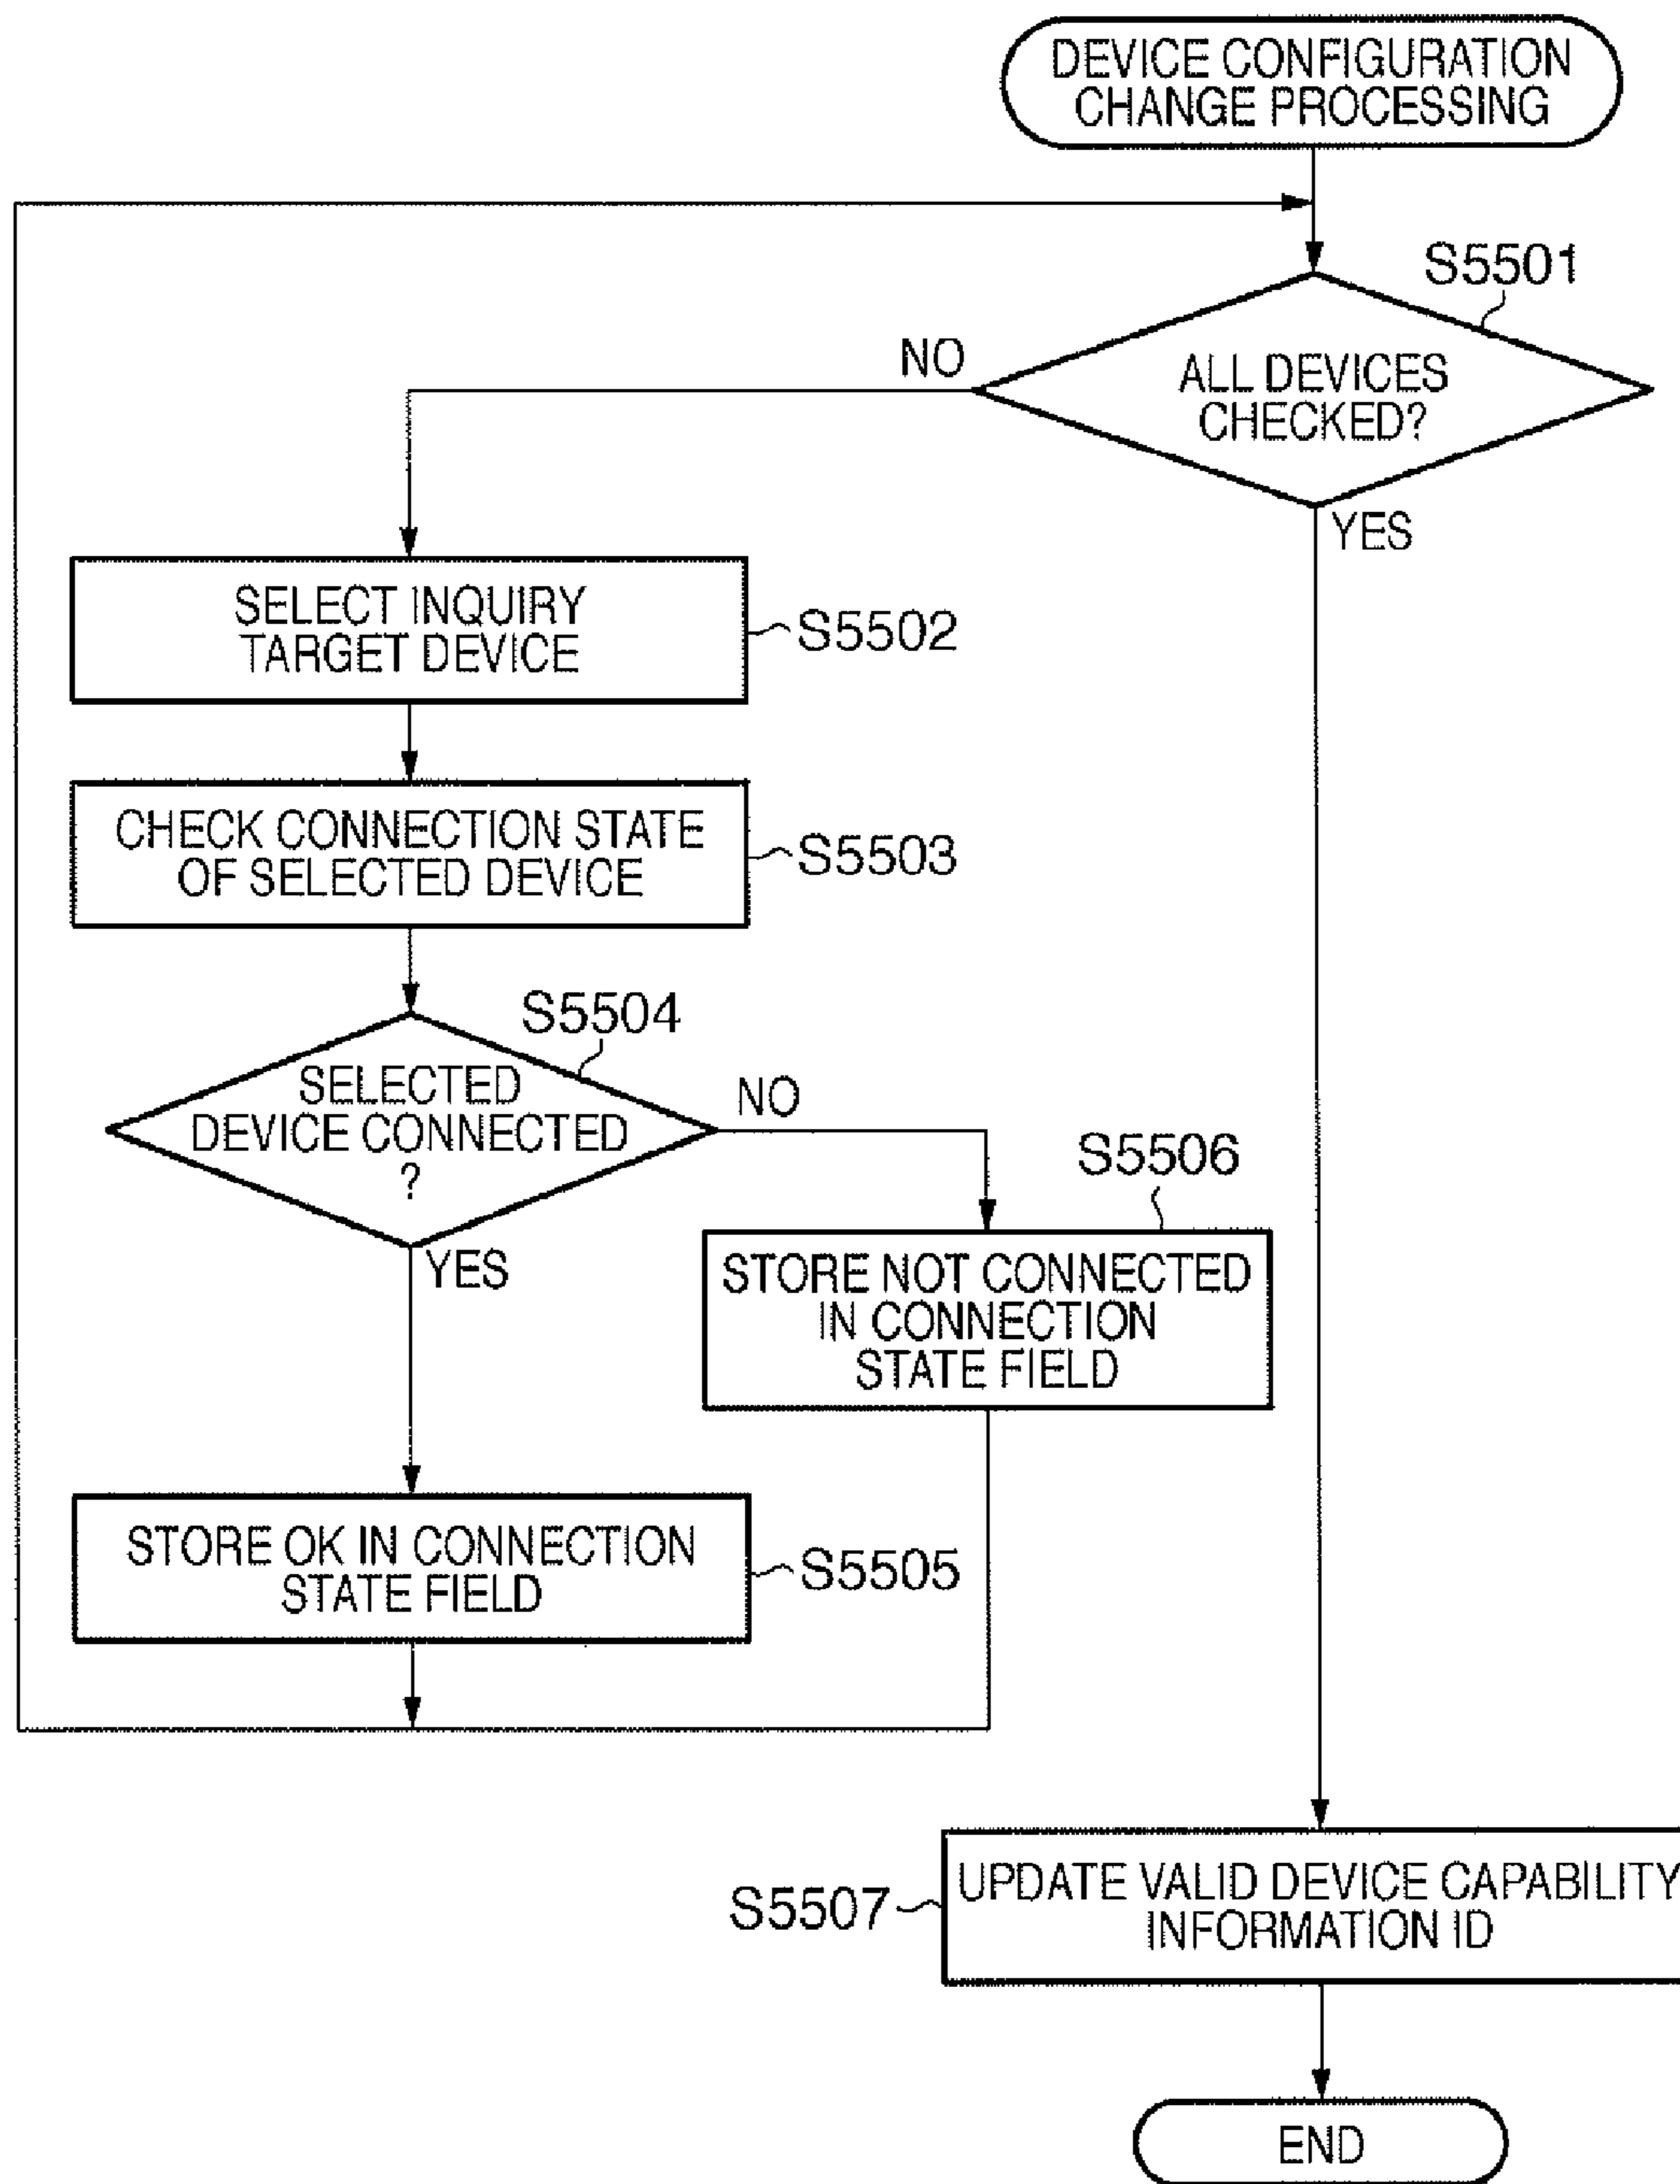 DEVICE CONFIGURATION
CHANGE PROCESSING
S5501
NO
ALL DEVICES
CHECKED?
YES
SELECT INQUIRY
TARGET DEVICE
S5502
CHECK CONNECTION STATE
OF SELECTED DEVICE
S5503
S5504
SELECTED
DEVICE CONNECTED
?
NO
YES
S5506
STORE NOT CONNECTED
IN CONNECTION
STATE FIELD
STORE OK IN CONNECTION
STATE FIELD
S5505
S5507
UPDATE VALID DEVICE CAPABILITY
INFORMATION ID
END